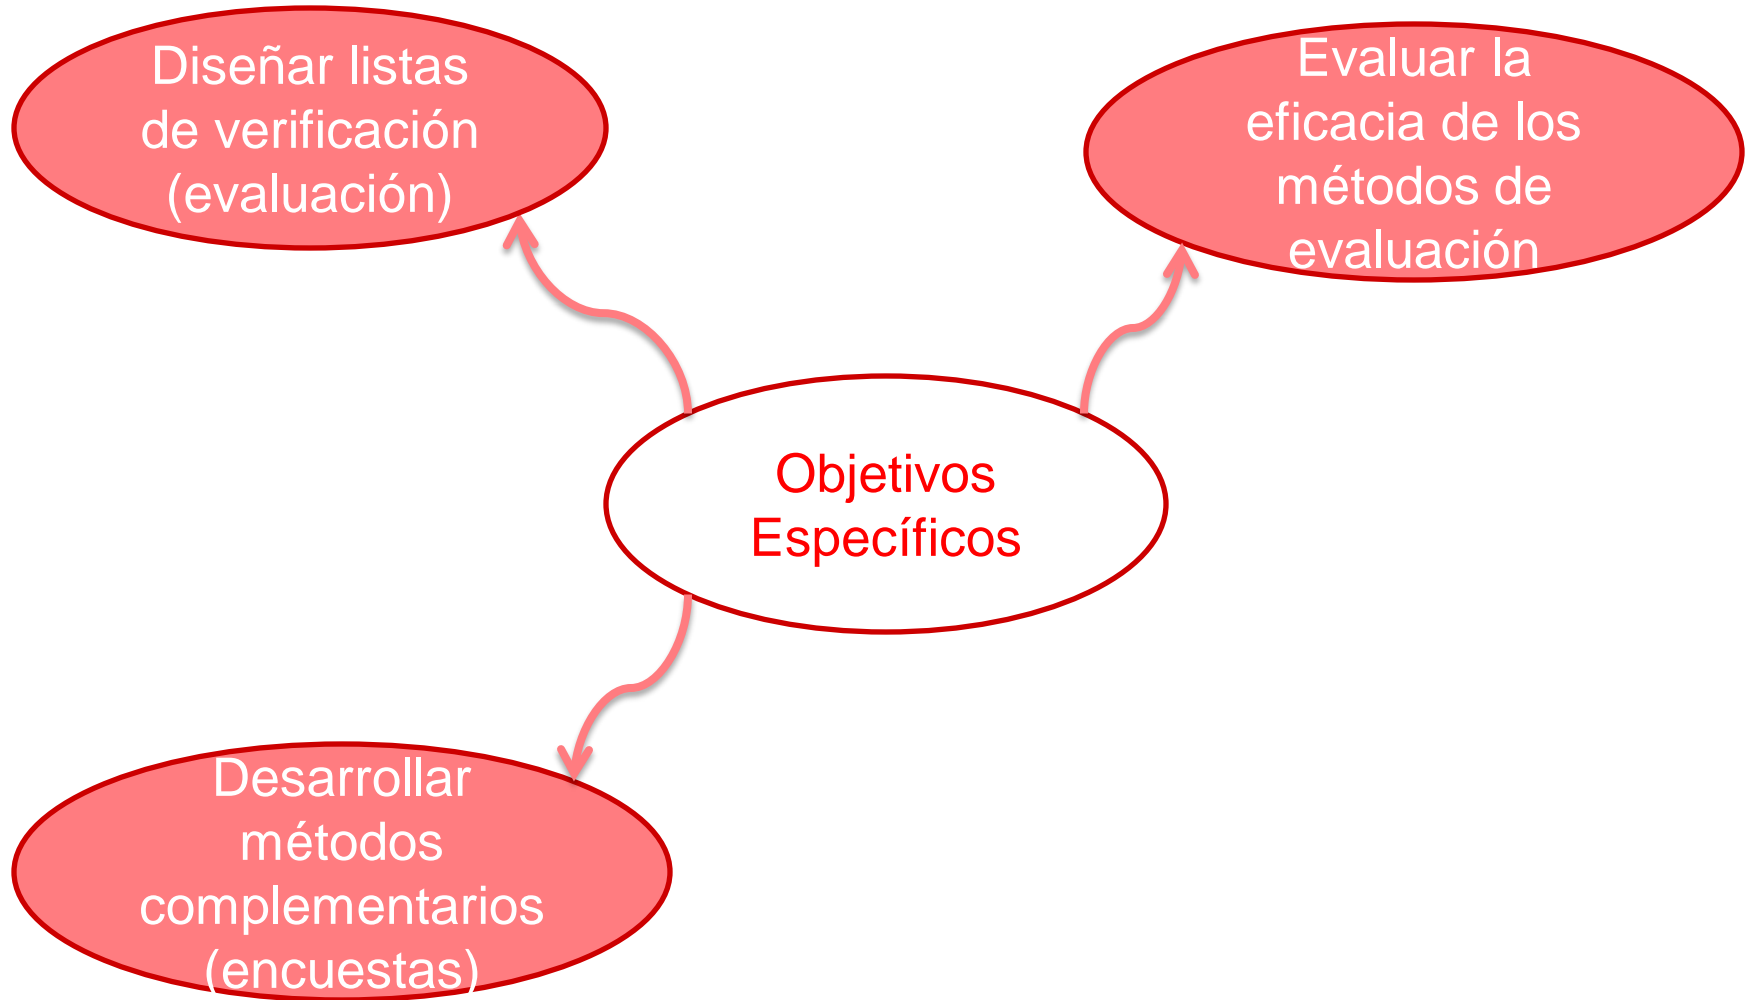 Diseñar listas
de verificación
(evaluación)
Evaluar la
eficacia de los
métodos de
evaluación
Objetivos
Específicos
Desarrollar
métodos
complementarios
(encuestas)